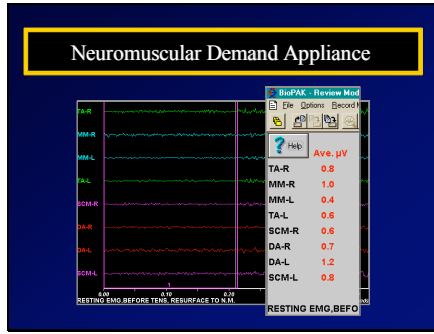 Neuromuscular Demand Appliance
BioPAK - Review Mod
File Options Record
Help
Ave. µV
TA-R 0.8
MM-R 1.0
MM-L 0.4
TA-L 0.6
SCM-R 0.6
DA-R 0.7
DA-L 1.2
SCM-L 0.8
RESTING EMG,BEFO
TA-R
MM-R
MM-L
TA-L
SCM-R
DA-R
DA-L
SCM-L
1
0.00 0.10 0.20
RESTING EMG,BEFORE TENS, RESURFACE TO N.M.